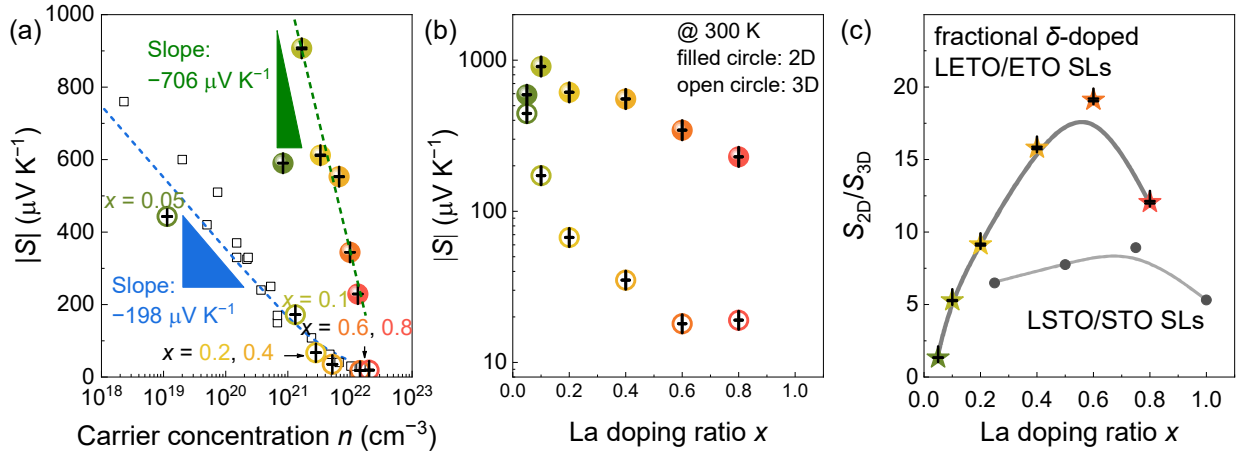 (a)
1000
800
600
400
200
0
|S| (μV K⁻¹)
10¹⁸
10¹⁹
10²⁰
10²¹
10²²
10²³
Carrier concentration n (cm⁻³)
Slope:
−706 μV K⁻¹
x = 0.05
Slope:
−198 μV K⁻¹
x = 0.1
x = 0.6, 0.8
x = 0.2, 0.4
(b)
1000
100
10
|S| (μV K⁻¹)
@ 300 K
filled circle: 2D
open circle: 3D
0.0 0.2 0.4 0.6 0.8 1.0
La doping ratio x
(c)
fractional δ-doped
LETO/ETO SLs
25
20
15
10
5
0
S2D/S3D
LSTO/STO SLs
0.0 0.2 0.4 0.6 0.8 1.0
La doping ratio x